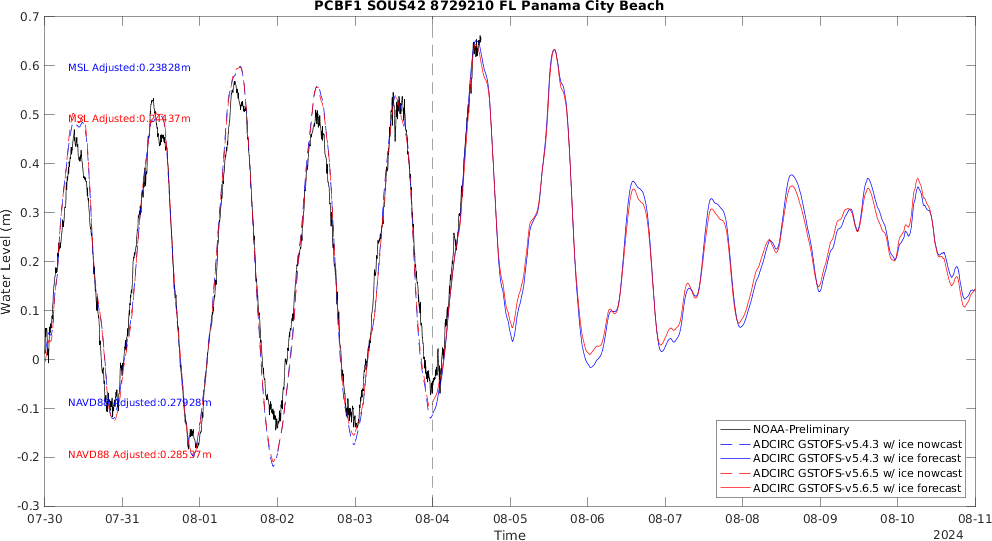 PCBF1 SOUS42 8729210 FL Panama City Beach
0.7
0.6
0.5
0.4
0.3
0.2
0.1
0
-0.1
-0.2
-0.3
Water Level (m)
MSL Adjusted:0.23828m
MSL Adjusted:0.24437m
NAVD88 Adjusted:0.27928m
NAVD88 Adjusted:0.28537m
NOAA-Preliminary
ADCIRC GSTOFS-v5.4.3 w/ ice nowcast
ADCIRC GSTOFS-v5.4.3 w/ ice forecast
ADCIRC GSTOFS-v5.6.5 w/ ice nowcast
ADCIRC GSTOFS-v5.6.5 w/ ice forecast
07-30 07-31 08-01 08-02 08-03 08-04 08-05 08-06 08-07 08-08 08-09 08-10 08-11
Time
2024